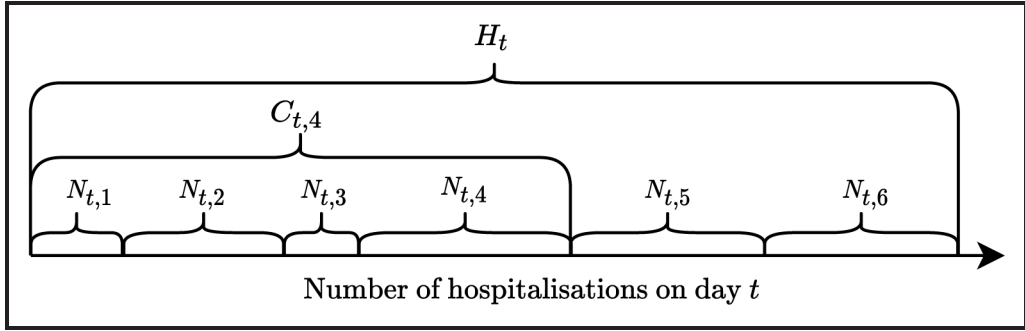 H_t
C_{t,4}
N_{t,1} N_{t,2} N_{t,3} N_{t,4} N_{t,5} N_{t,6}
Number of hospitalisations on day t